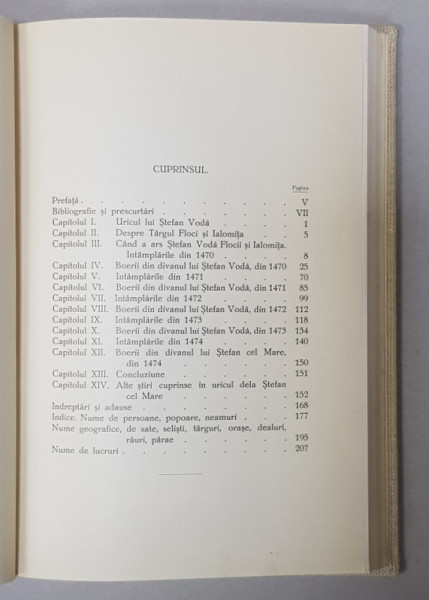 CUPRINSUL.
Pagina
Prefață . . . . . . . . . . V
Bibliografie și prescurtări . . . . . . VII
Capitolul I. Uricul lui Ștefan Vodă . . . . 1
Capitolul II. Despre Târgul Floci și Ialomița . . 5
Capitolul III. Când a ars Ștefan Vodă Flocii și Ialomița.
Intâmplările din 1470 . . . . 8
Capitolul IV. Boerii din divanul lui Ștefan Vodă, din 1470 25
Capitolul V. Intâmplările din 1471 . . . . 70
Capitolul VI. Boerii din divanul lui Ștefan Vodă, din 1471 85
Capitolul VII. Intâmplările din 1472 . . . . 99
Capitolul VIII. Boerii din divanul lui Ștefan Vodă, din 1472 112
Capitolul IX. Intâmplările din 1473 . . . . 118
Capitolul X. Boerii din divanul lui Ștefan Vodă, din 1473 134
Capitolul XI. Intâmplările din 1474 . . . . 140
Capitolul XII. Boerii din divanul lui Ștefan cel Mare,
din 1474 . . . . . . 150
Capitolul XIII. Concluziune . . . . . 151
Capitolul XIV. Alte știri cuprinse in uricul dela Ștefan
cel Mare . . . . . . 152
Indreptări și adause . . . . . . . 168
Indice. Nume de persoane, popoare, neamuri . . . 177
Nume geografice, de sate, seliști, târguri, orașe, dealuri,
râuri, pârae . . . . . . 195
Nume de lucruri . . . . . . . . 207